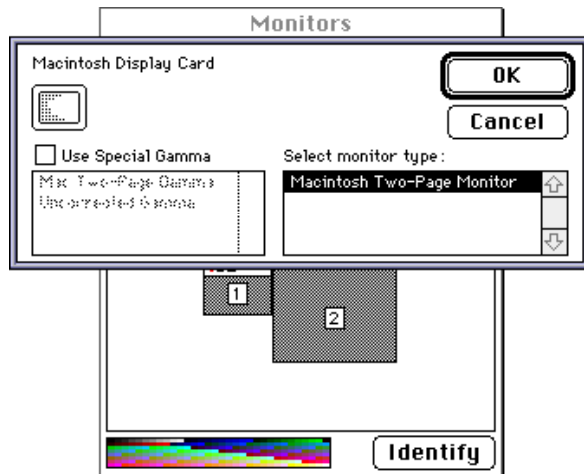 Monitors
Macintosh Display Card
OK
Cancel
Use Special Gamma
Select monitor type :
Mac Two-Page Gamma
Uncorrected Gamma
Macintosh Two-Page Monitor
1
2
Identify